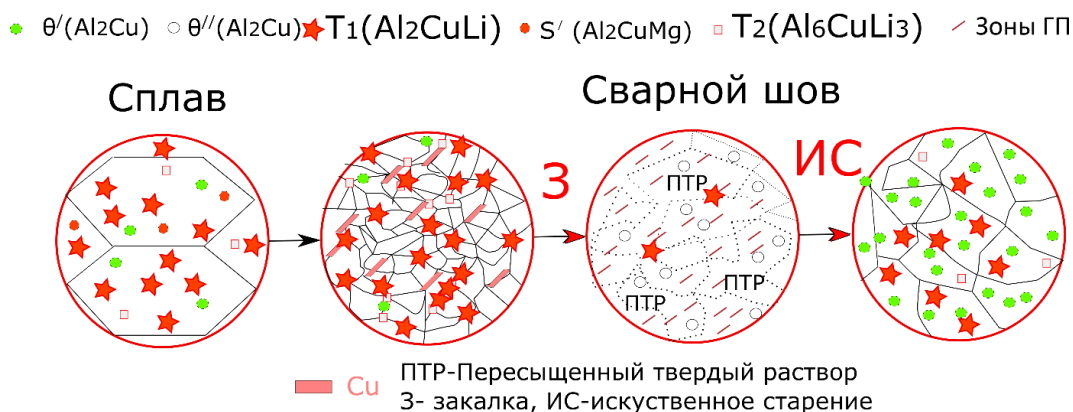 θ′(Al2Cu) θ′′(Al2Cu) T1(Al2CuLi) S′ (Al2CuMg) T2(Al6CuLi3) Зоны ГП
Сплав Сварной шов
З ИС
ПТР
ПТР ПТР
Cu ПТР-Пересыщенный твердый раствор
З- закалка, ИС-искуственное старение